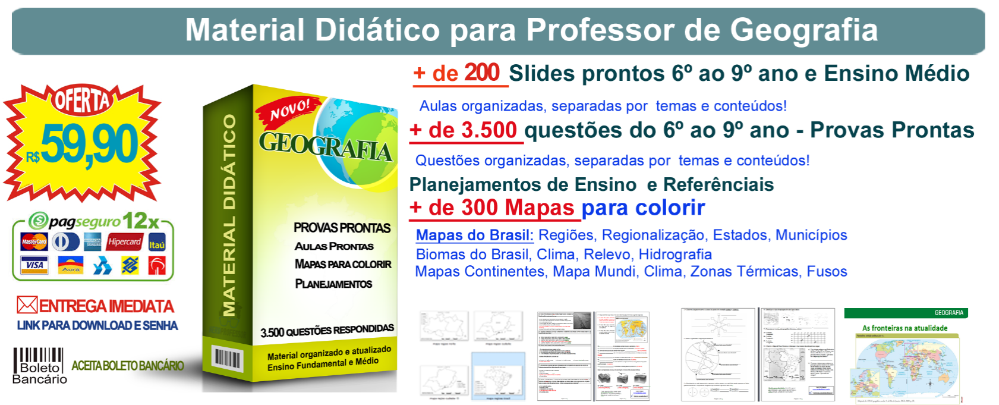 Material Didático para Professor de Geografia
+ de 200 Slides prontos 6º ao 9º ano e Ensino Médio
Aulas organizadas, separadas por temas e conteúdos!
+ de 3.500 questões do 6º ao 9º ano - Provas Prontas
Questões organizadas, separadas por temas e conteúdos!
Planejamentos de Ensino e Referênciais
+ de 300 Mapas para colorir
Mapas do Brasil: Regiões, Regionalização, Estados, Municípios
Biomas do Brasil, Clima, Relevo, Hidrografia
Mapas Continentes, Mapa Mundi, Clima, Zonas Térmicas, Fusos
OFERTA
R$ 59,90
pagseguro 12x
MasterCard
Hipercard
Itaú
VISA
Aura
ENTREGA IMEDIATA
LINK PARA DOWNLOAD E SENHA
Boleto
Bancário
ACEITA BOLETO BANCÁRIO
MATERIAL DIDÁTICO
NOVO!
GEOGRAFIA
PROVAS PRONTAS
AULAS PRONTAS
MAPAS PARA COLORIR
PLANEJAMENTOS
3.500 QUESTÕES RESPONDIDAS
Material organizado e atualizado
Ensino Fundamental e Médio
GEOGRAFIA
As fronteiras na atualidade